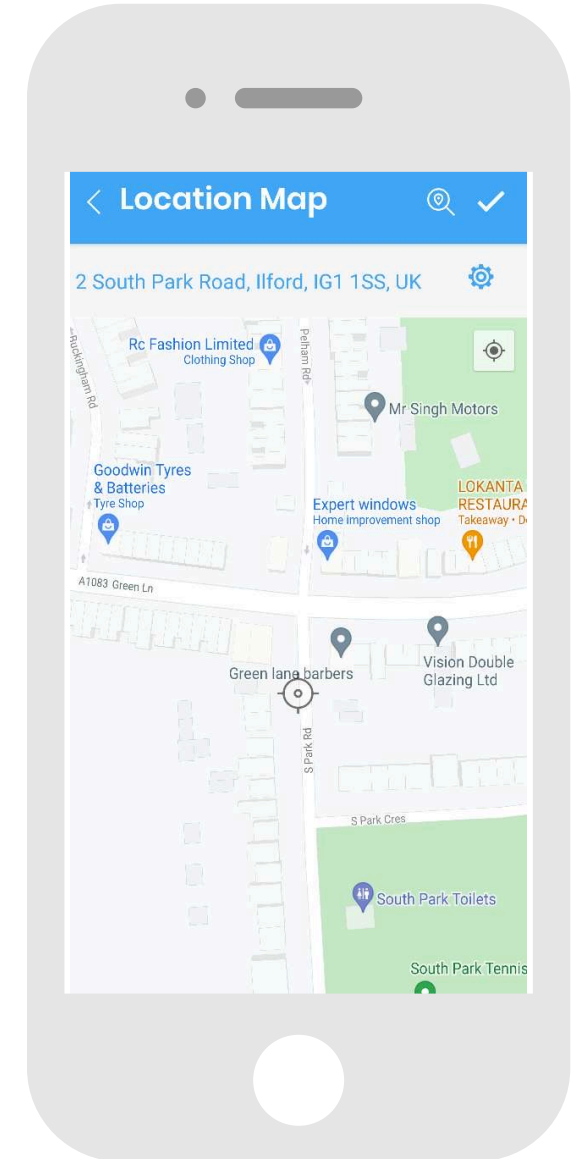 Location Map
2 South Park Road, Ilford, IG1 1SS, UK
Rc Fashion Limited
Clothing Shop
Pelham Rd
Buckingham Rd
Mr Singh Motors
Goodwin Tyres
& Batteries
Tyre Shop
LOKANTA
RESTAURA
Takeaway • D
Expert windows
Home improvement shop
A1083 Green Ln
Green lane barbers
Vision Double
Glazing Ltd
S Park Rd
S Park Cres
South Park Toilets
South Park Tennis